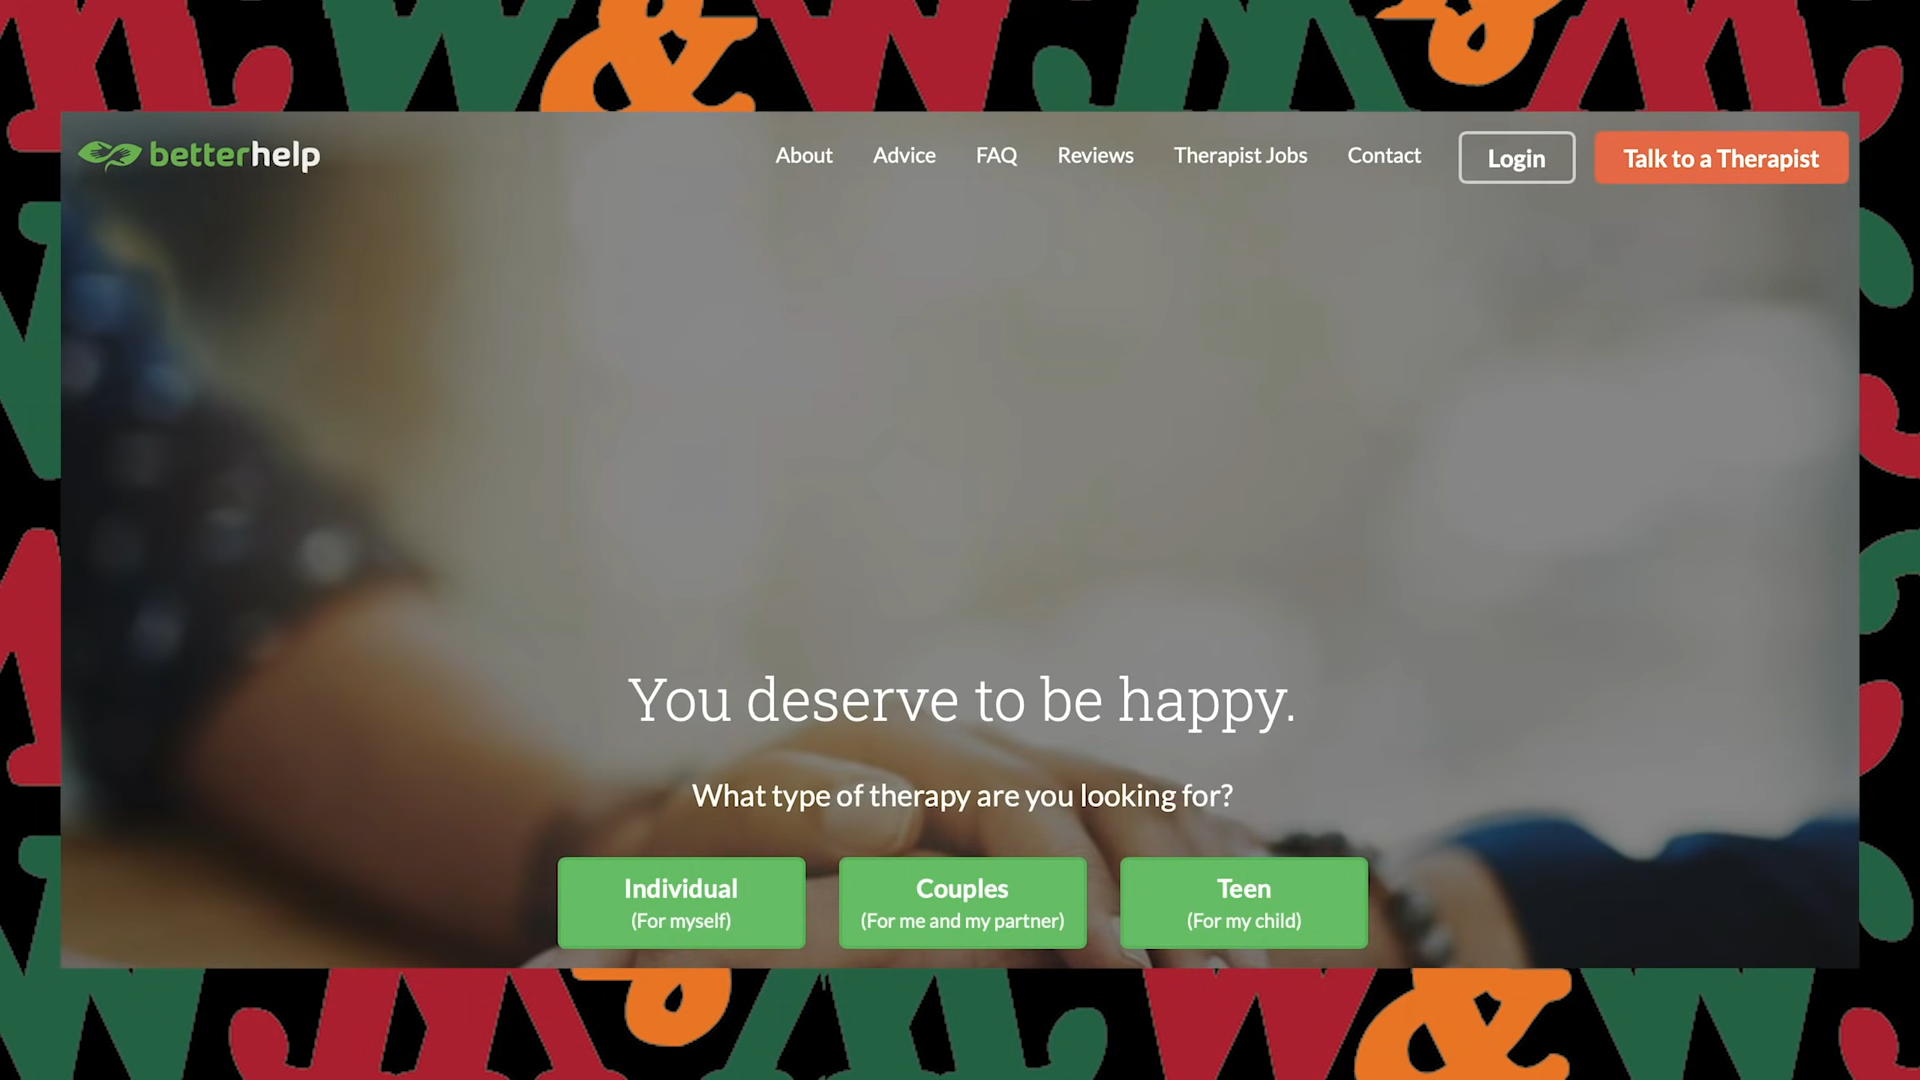 betterhelp
About Advice FAQ Reviews Therapist Jobs Contact Login Talk to a Therapist
You deserve to be happy.
What type of therapy are you looking for?
Individual Couples Teen
(For myself) (For me and my partner) (For my child)